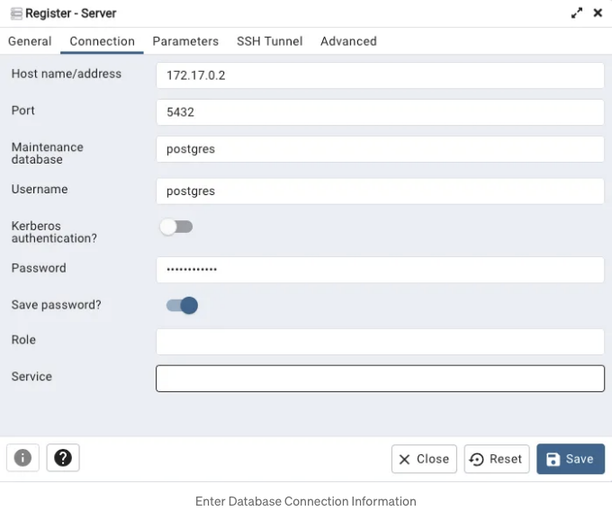 Register - Server
General Connection Parameters SSH Tunnel Advanced
Host name/address 172.17.0.2
Port 5432
Maintenance
database postgres
Username postgres
Kerberos
authentication?
Password ••••••••••••
Save password?
Role
Service
Close Reset Save
Enter Database Connection Information